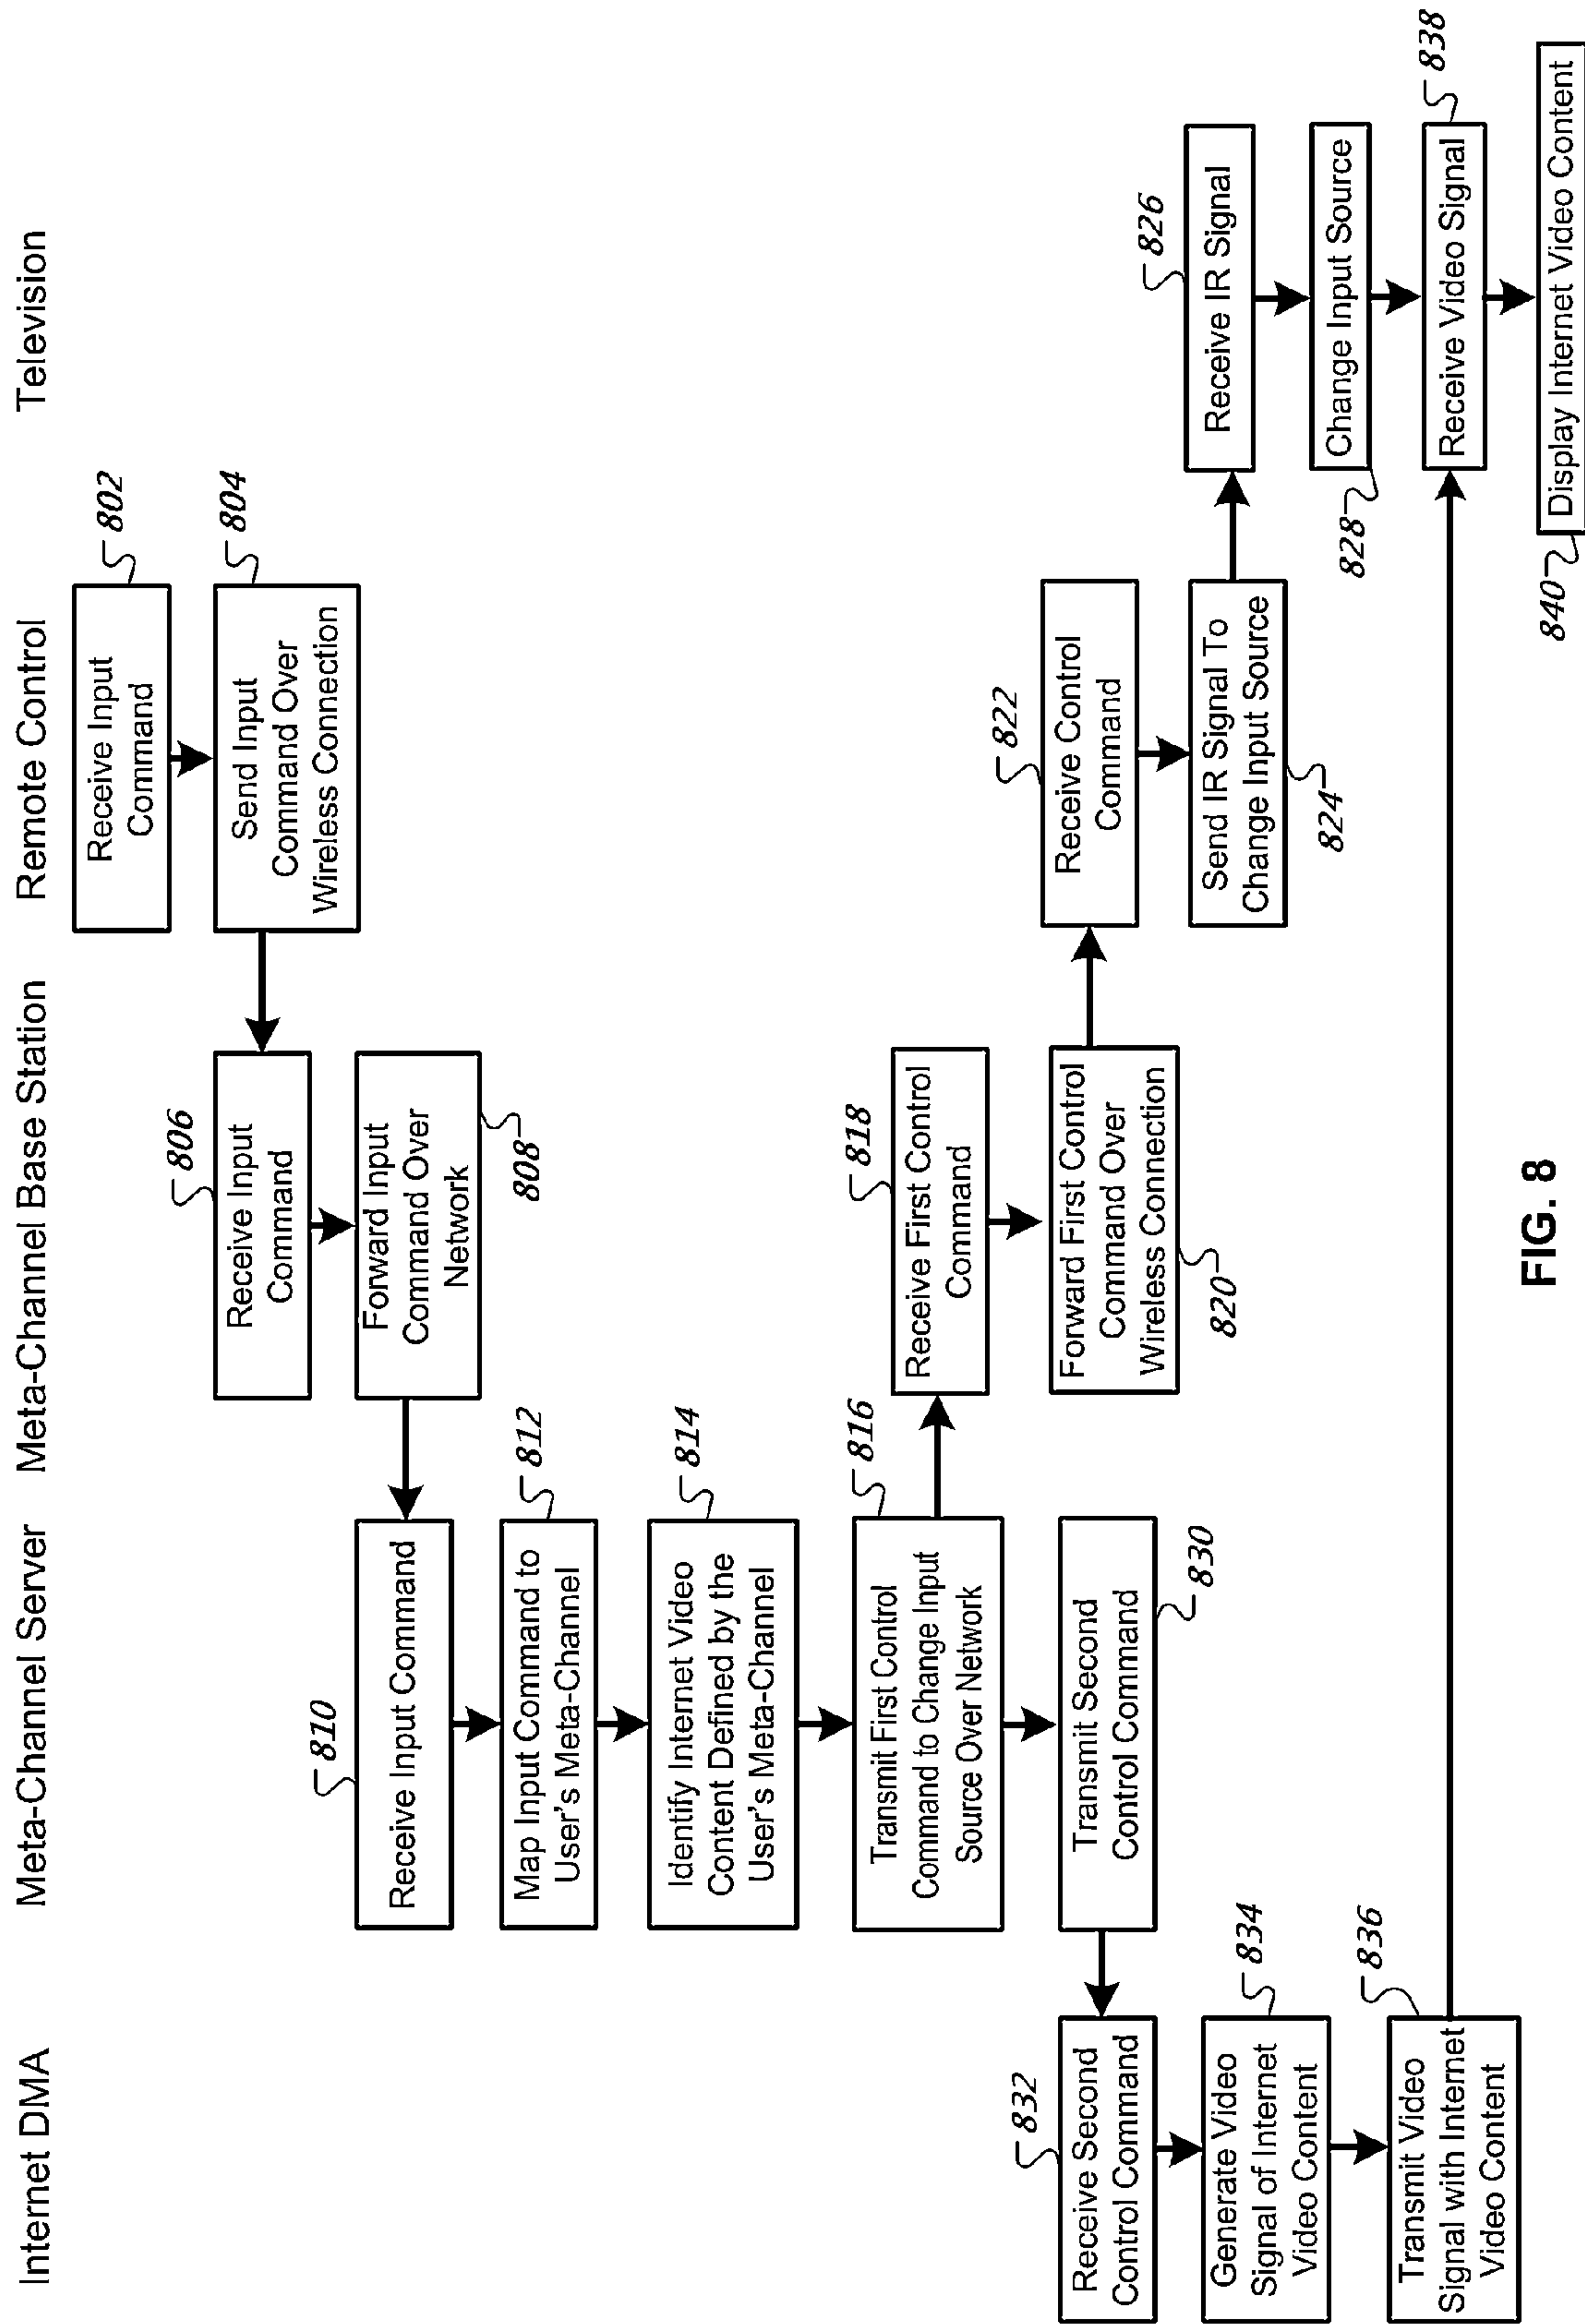 Internet DMA
Meta-Channel Server
Meta-Channel Base Station
Remote Control
Television
Receive Input
Command
802
Send Input
Command Over
Wireless Connection
804
806
Receive Input
Command
Forward Input
Command Over
Network
808
810
Receive Input Command
Map Input Command to
User's Meta-Channel
812
Identify Internet Video
Content Defined by the
User's Meta-Channel
814
Transmit First Control
Command to Change Input
Source Over Network
816
818
Receive First Control
Command
Forward First Control
Command Over
Wireless Connection
820
822
Receive Control
Command
Send IR Signal To
Change Input Source
824
826
Receive IR Signal
Change Input Source
828
Transmit Second
Control Command
830
832
Receive Second
Control Command
Generate Video
Signal of Internet
Video Content
834
Transmit Video
Signal with Internet
Video Content
836
Receive Video Signal
838
Display Internet Video Content
840
FIG. 8